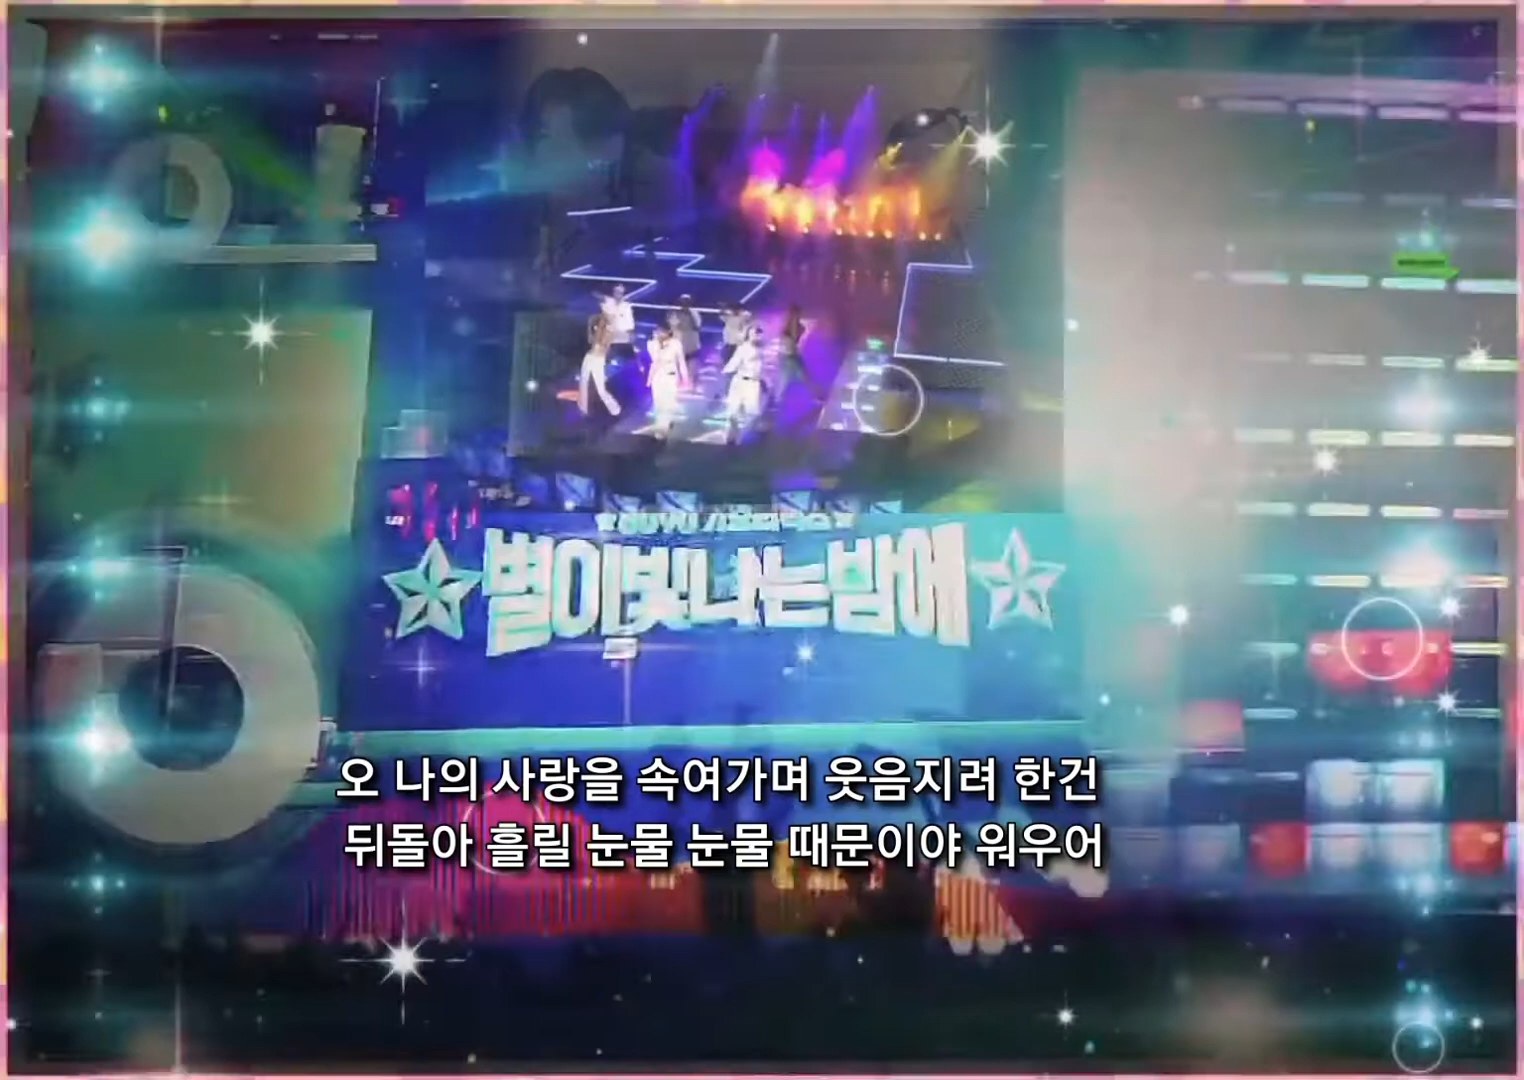 별이빛나는밤에
오 나의 사랑을 속여가며 웃음지려 한건
뒤돌아 흘릴 눈물 눈물 때문이야 워우어